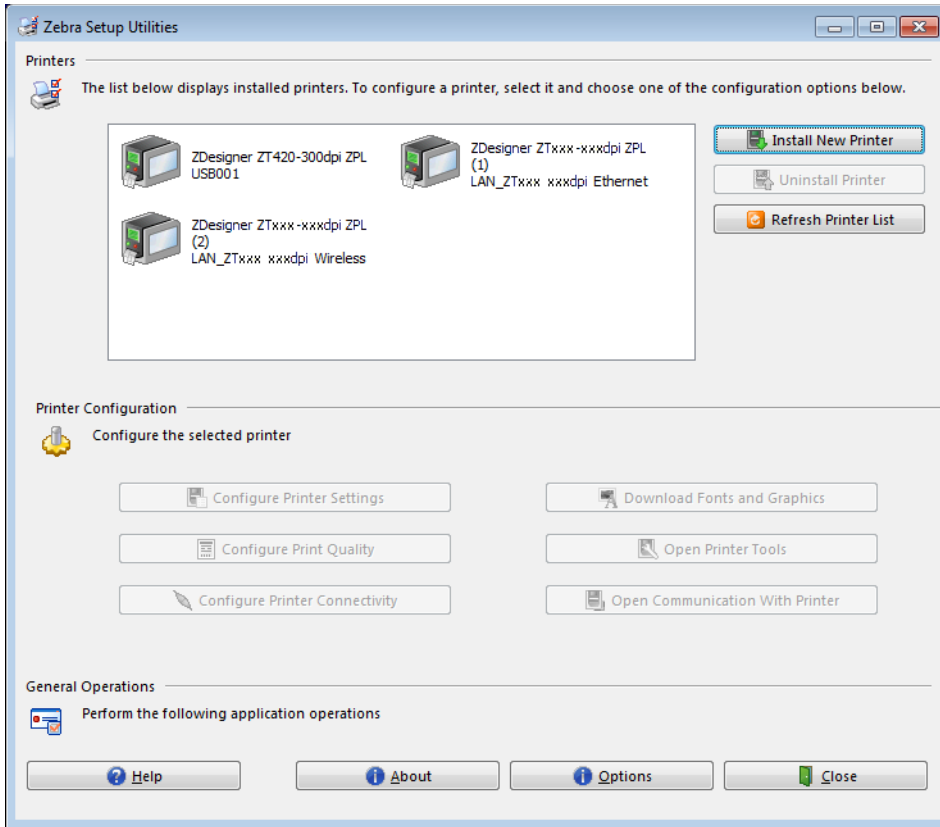 Zebra Setup Utilities
Printers
The list below displays installed printers. To configure a printer, select it and choose one of the configuration options below.
ZDesigner ZT420-300dpi ZPL
USB001
ZDesigner ZTxxx-xxxdpi ZPL
(1)
LAN_ZTxxx xxxdpi Ethernet
ZDesigner ZTxxx-xxxdpi ZPL
(2)
LAN_ZTxxx xxxdpi Wireless
Install New Printer
Uninstall Printer
Refresh Printer List
Printer Configuration
Configure the selected printer
Configure Printer Settings
Download Fonts and Graphics
Configure Print Quality
Open Printer Tools
Configure Printer Connectivity
Open Communication With Printer
General Operations
Perform the following application operations
Help
About
Options
Close